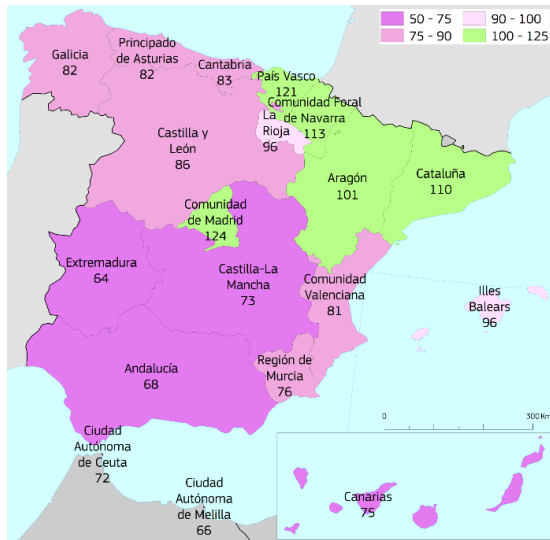 50 - 75
90 - 100
75 - 90
100 - 125
Galicia
82
Principado
de Asturias
82
Cantabria
83
País Vasco
121
Comunidad Foral
de Navarra
113
La
Rioja
96
Castilla y
León
86
Aragón
101
Cataluña
110
Comunidad
de Madrid
124
Extremadura
64
Castilla-La
Mancha
73
Comunidad
Valenciana
81
Illes
Balears
96
Andalucía
68
Región de
Murcia
76
0
300 Km
Ciudad
Autónoma
de Ceuta
72
Ciudad
Autónoma
de Melilla
66
Canarias
75